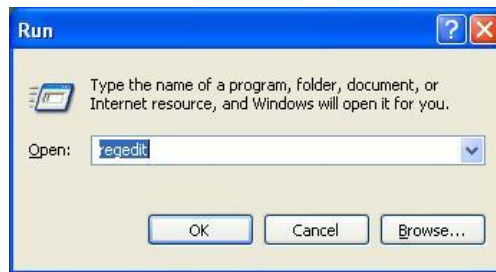 Run
Type the name of a program, folder, document, or
Internet resource, and Windows will open it for you.
Open: regedit
OK Cancel Browse...